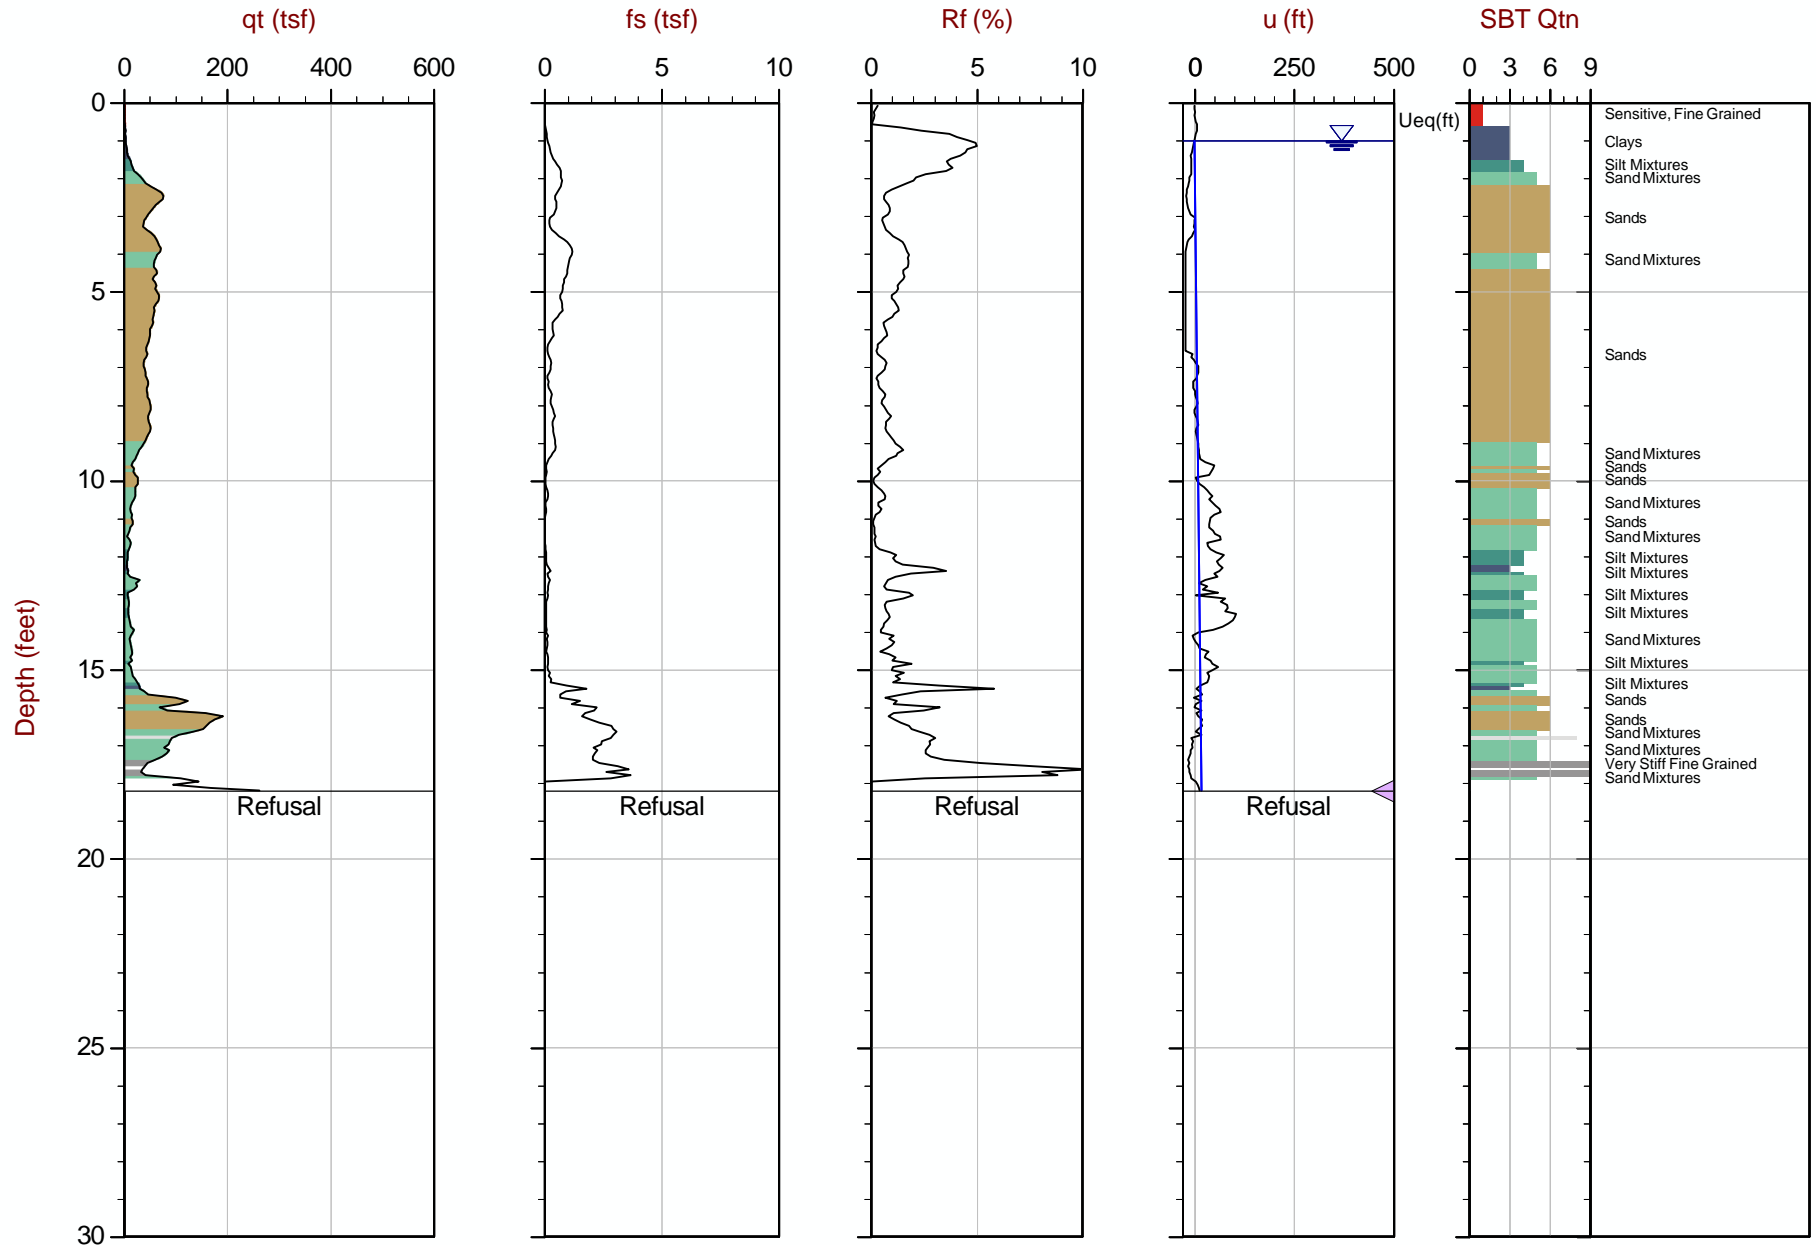 qt (tsf) fs (tsf) Rf (%) u (ft) SBT Qtn
0 200 400 600 0 5 10 0 5 10 0 250 500 0 3 6 9
0
Ueq(ft)
Sensitive, Fine Grained
Clays
Silt Mixtures
Sand Mixtures
Sands
Sand Mixtures
5
Sands
Sand Mixtures
Sands
10
Sands
Sand Mixtures
Sands
Sand Mixtures
Silt Mixtures
Silt Mixtures
Silt Mixtures
Silt Mixtures
Sand Mixtures
Silt Mixtures
15
Silt Mixtures
Sands
Sands
Sand Mixtures
Sand Mixtures
Very Stiff Fine Grained
Sand Mixtures
Refusal Refusal Refusal Refusal
Depth (feet)
20
25
30